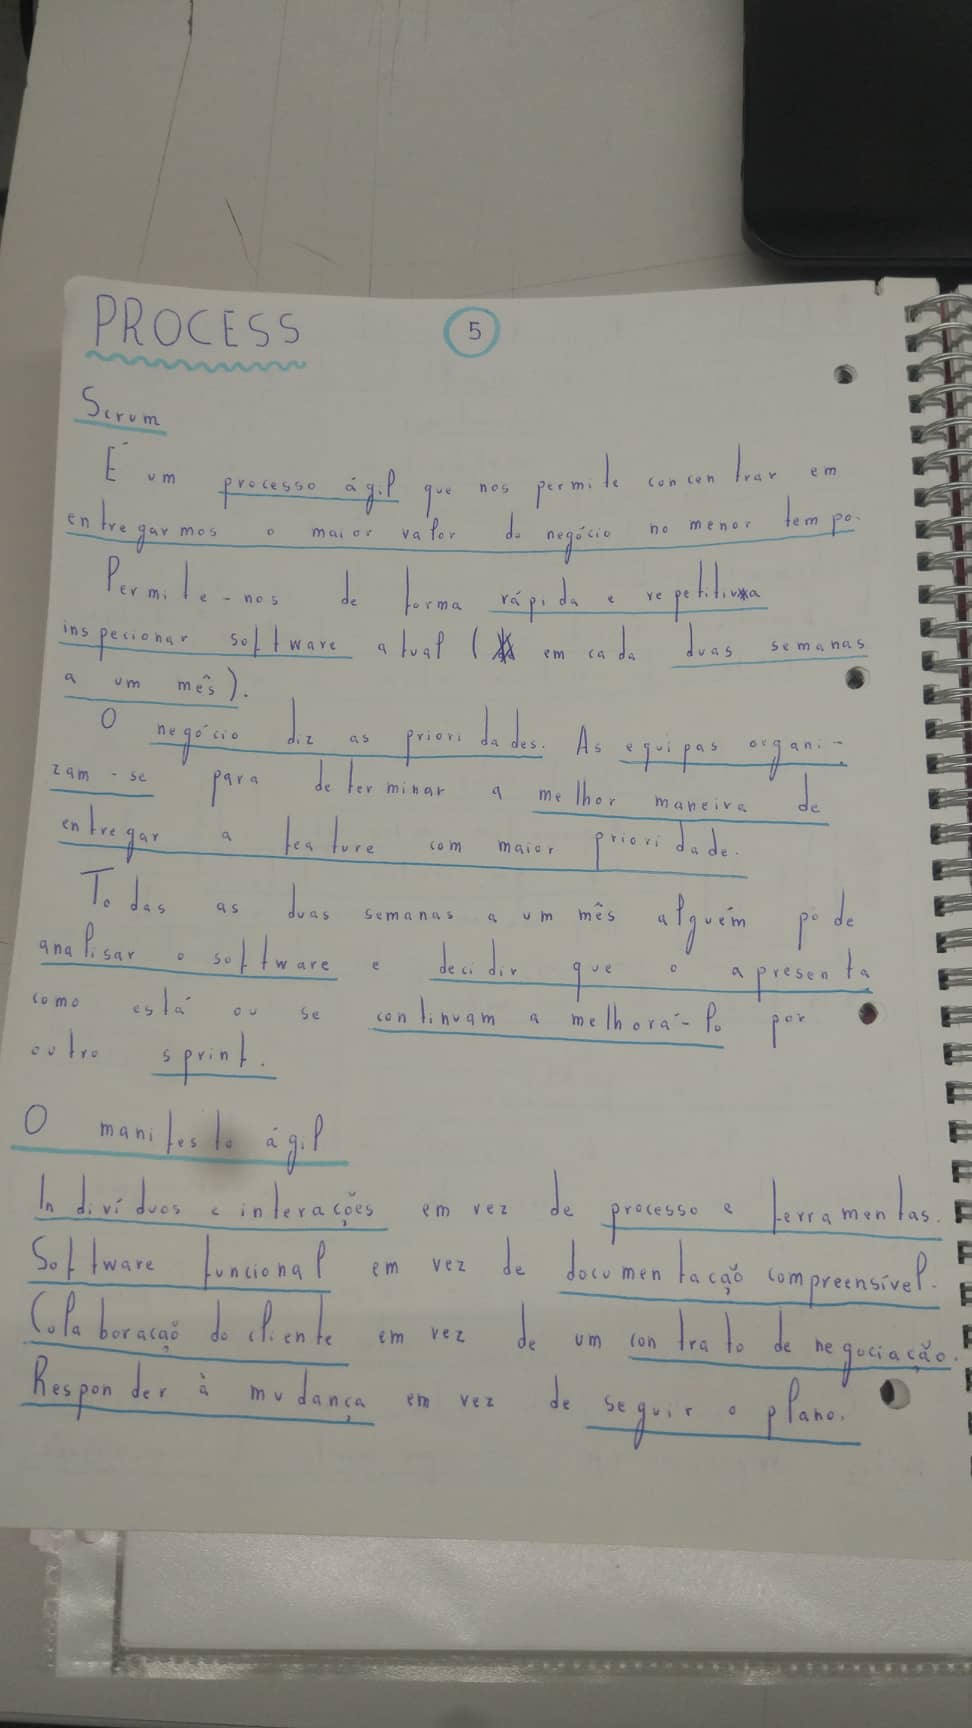 PROCESS 5
Scrum
É um processo ágil que nos permite concentrar em
entregarmos o maior valor do negócio no menor tempo.
Permite-nos de forma rápida e repetitiva
inspecionar software atual ( em cada duas semanas
a um mês).
O negócio diz as prioridades. As equipas organi-
zam-se para determinar a melhor maneira de
entregar a feature com maior prioridade.
Todas as duas semanas a um mês alguém pode
analisar o software e decidir que o apresenta
como está ou se continuam a melhorá-lo por
outro sprint.
O manifesto ágil
Indivíduos e interações em vez de processo e ferramentas.
Software funcional em vez de documentação compreensível.
Colaboração do cliente em vez de um contrato de negociação.
Responder à mudança em vez de seguir o plano.